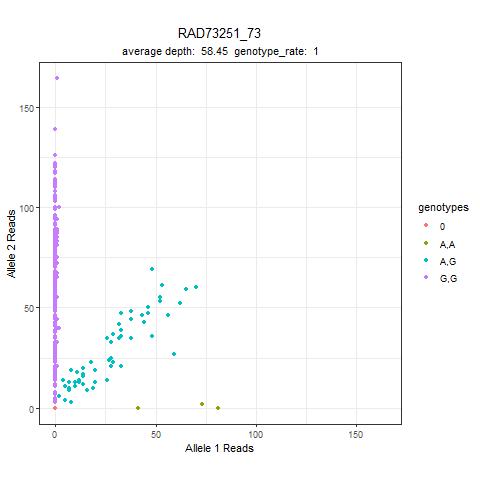 RAD73251_73
average depth: 58.45 genotype_rate: 1
150
100
50
0
Allele 2 Reads
0 50 100 150
Allele 1 Reads
genotypes
0
A,A
A,G
G,G